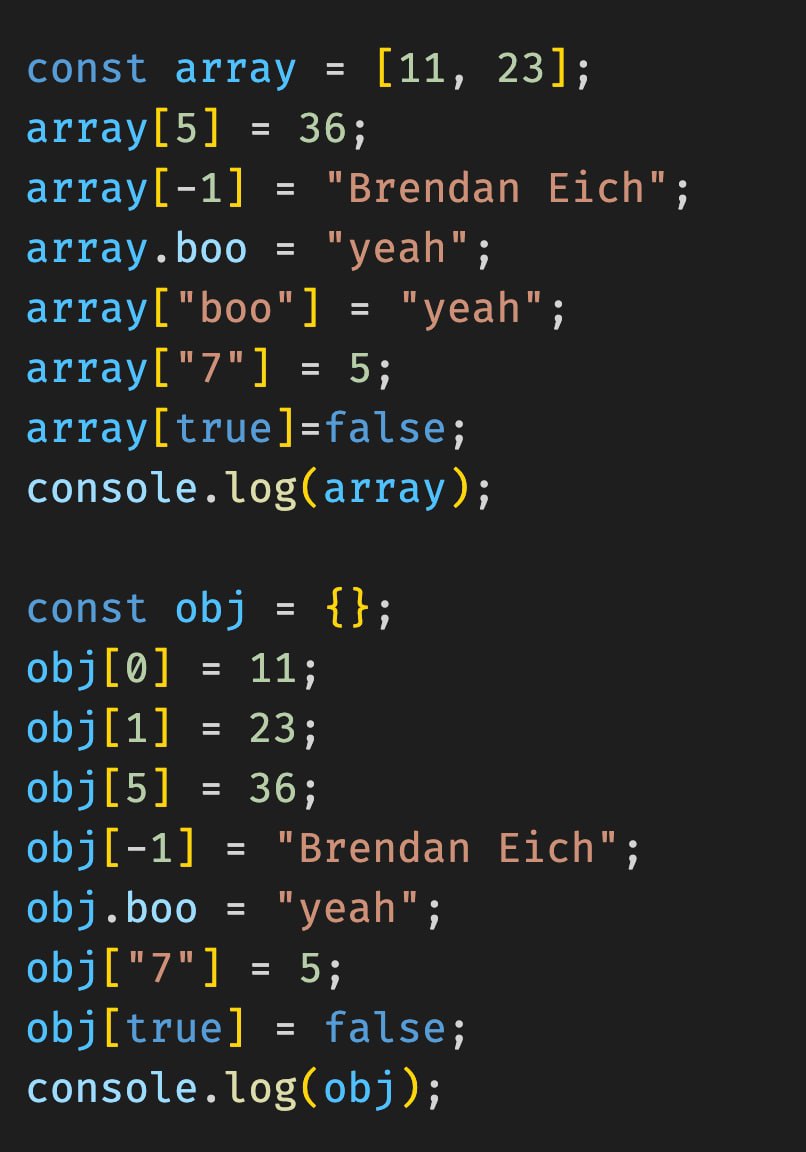 const array = [11, 23];
array[5] = 36;
array[-1] = "Brendan Eich";
array.boo = "yeah";
array["boo"] = "yeah";
array["7"] = 5;
array[true]=false;
console.log(array);

const obj = {};
obj[0] = 11;
obj[1] = 23;
obj[5] = 36;
obj[-1] = "Brendan Eich";
obj.boo = "yeah";
obj["7"] = 5;
obj[true] = false;
console.log(obj);